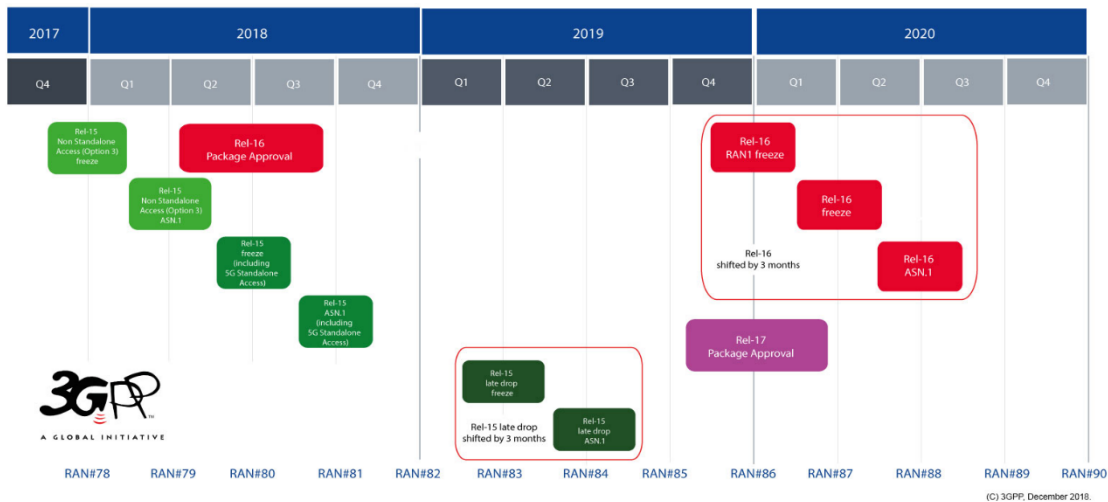 2017
2018
2019
2020
Q4
Q1
Q2
Q3
Q4
Q1
Q2
Q3
Q4
Q1
Q2
Q3
Q4
Rel-15
Non Standalone
Access (Option 3)
freeze
Rel-16
Package Approval
Rel-16
RAN1 freeze
Rel-15
Non Standalone
Access (Option 3)
ASN.1
Rel-16
freeze
Rel-15
freeze
(including
5G Standalone
Access)
Rel-16
shifted by 3 months
Rel-16
ASN.1
Rel-15
ASN.1
(including
5G Standalone
Access)
Rel-17
Package Approval
Rel-15
late drop
freeze
Rel-15 late drop
shifted by 3 months
Rel-15
late drop
ASN.1
3GPP
TM
A GLOBAL INITIATIVE
RAN#78
RAN#79
RAN#80
RAN#81
RAN#82
RAN#83
RAN#84
RAN#85
RAN#86
RAN#87
RAN#88
RAN#89
RAN#90
(C) 3GPP, December 2018.